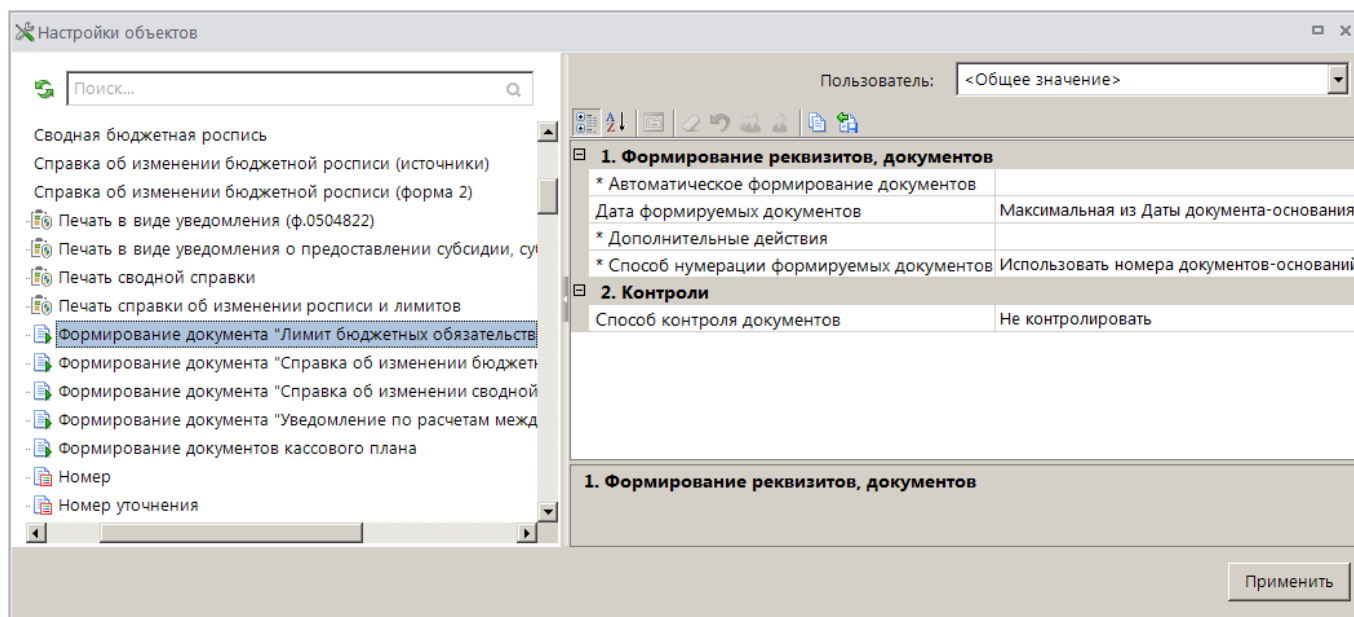 Настройки объектов
Поиск...
Сводная бюджетная роспись
Справка об изменении бюджетной росписи (источники)
Справка об изменении бюджетной росписи (форма 2)
Печать в виде уведомления (ф.0504822)
Печать в виде уведомления о предоставлении субсидии, су
Печать сводной справки
Печать справки об изменении росписи и лимитов
Формирование документа "Лимит бюджетных обязательств
Формирование документа "Справка об изменении бюджет
Формирование документа "Справка об изменении сводной
Формирование документа "Уведомление по расчетам межд
Формирование документов кассового плана
Номер
Номер уточнения
Пользователь: <Общее значение>
1. Формирование реквизитов, документов
* Автоматическое формирование документов
Дата формируемых документов Максимальная из Даты документа-основания
* Дополнительные действия
* Способ нумерации формируемых документов Использовать номера документов-оснований
2. Контроли
Способ контроля документов Не контролировать
1. Формирование реквизитов, документов
Применить